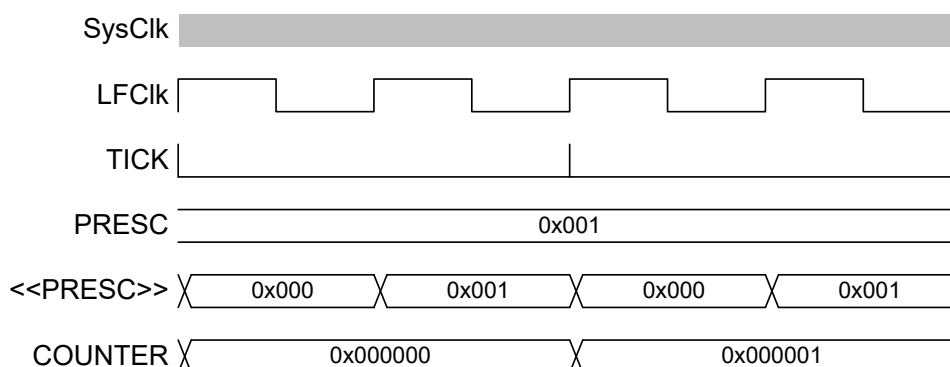 SysClk
LFClk
TICK
PRESC 0x001
<<PRESC>> 0x000 0x001 0x000 0x001
COUNTER 0x000000 0x000001